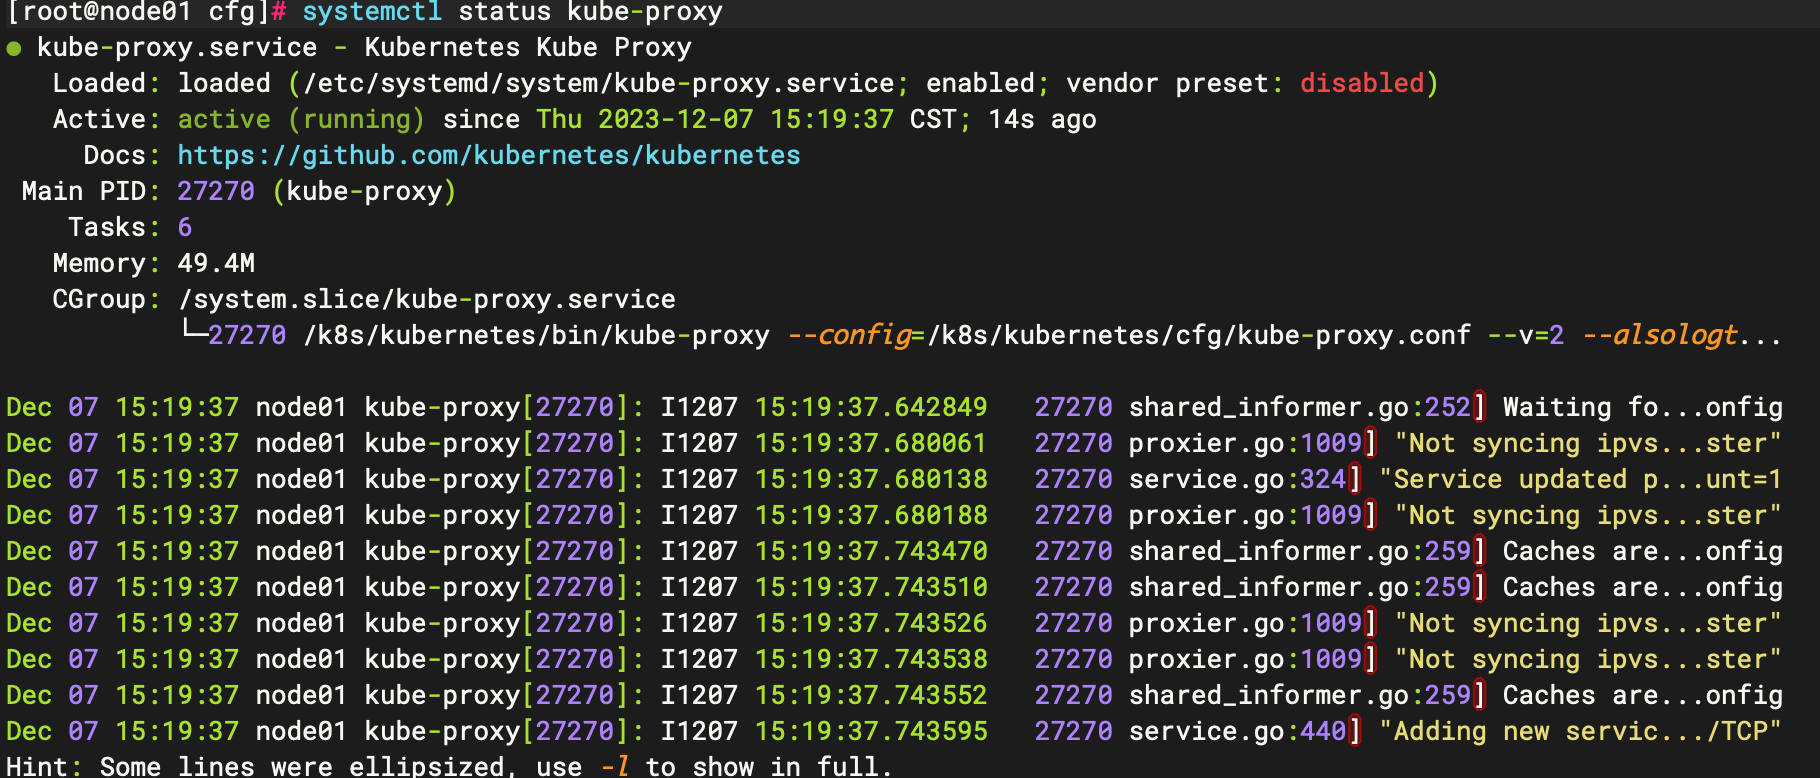 [root@node01 cfg]# systemctl status kube-proxy
● kube-proxy.service - Kubernetes Kube Proxy
   Loaded: loaded (/etc/systemd/system/kube-proxy.service; enabled; vendor preset: disabled)
   Active: active (running) since Thu 2023-12-07 15:19:37 CST; 14s ago
     Docs: https://github.com/kubernetes/kubernetes
 Main PID: 27270 (kube-proxy)
    Tasks: 6
   Memory: 49.4M
   CGroup: /system.slice/kube-proxy.service
           └─27270 /k8s/kubernetes/bin/kube-proxy --config=/k8s/kubernetes/cfg/kube-proxy.conf --v=2 --alsologt...
Dec 07 15:19:37 node01 kube-proxy[27270]: I1207 15:19:37.642849   27270 shared_informer.go:252] Waiting fo...onfig
Dec 07 15:19:37 node01 kube-proxy[27270]: I1207 15:19:37.680061   27270 proxier.go:1009] "Not syncing ipvs...ster"
Dec 07 15:19:37 node01 kube-proxy[27270]: I1207 15:19:37.680138   27270 service.go:324] "Service updated p...unt=1
Dec 07 15:19:37 node01 kube-proxy[27270]: I1207 15:19:37.680188   27270 proxier.go:1009] "Not syncing ipvs...ster"
Dec 07 15:19:37 node01 kube-proxy[27270]: I1207 15:19:37.743470   27270 shared_informer.go:259] Caches are...onfig
Dec 07 15:19:37 node01 kube-proxy[27270]: I1207 15:19:37.743510   27270 shared_informer.go:259] Caches are...onfig
Dec 07 15:19:37 node01 kube-proxy[27270]: I1207 15:19:37.743526   27270 proxier.go:1009] "Not syncing ipvs...ster"
Dec 07 15:19:37 node01 kube-proxy[27270]: I1207 15:19:37.743538   27270 proxier.go:1009] "Not syncing ipvs...ster"
Dec 07 15:19:37 node01 kube-proxy[27270]: I1207 15:19:37.743552   27270 shared_informer.go:259] Caches are...onfig
Dec 07 15:19:37 node01 kube-proxy[27270]: I1207 15:19:37.743595   27270 service.go:440] "Adding new servic.../TCP"
Hint: Some lines were ellipsized, use -l to show in full.